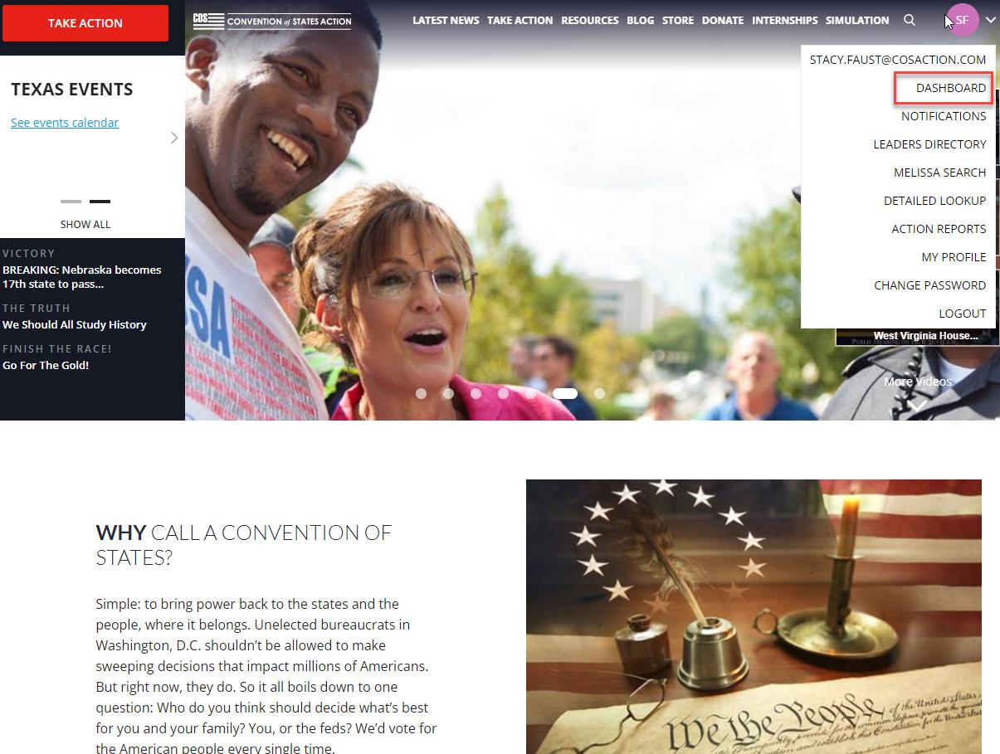 TAKE ACTION
COS CONVENTION of STATES ACTION
LATEST NEWS TAKE ACTION RESOURCES BLOG STORE DONATE INTERNSHIPS SIMULATION
SF
STACY.FAUST@COSACTION.COM
DASHBOARD
NOTIFICATIONS
LEADERS DIRECTORY
MELISSA SEARCH
DETAILED LOOKUP
ACTION REPORTS
MY PROFILE
CHANGE PASSWORD
LOGOUT
TEXAS EVENTS
See events calendar
SHOW ALL
VICTORY
BREAKING: Nebraska becomes
17th state to pass...
THE TRUTH
We Should All Study History
FINISH THE RACE!
Go For The Gold!
USA
West Virginia House...
More Videos
WHY CALL A CONVENTION OF
STATES?
Simple: to bring power back to the states and the
people, where it belongs. Unelected bureaucrats in
Washington, D.C. shouldn’t be allowed to make
sweeping decisions that impact millions of Americans.
But right now, they do. So it all boils down to one
question: Who do you think should decide what’s best
for you and your family? You, or the feds? We’d vote for
the American people every single time.
We the People
of the United States,